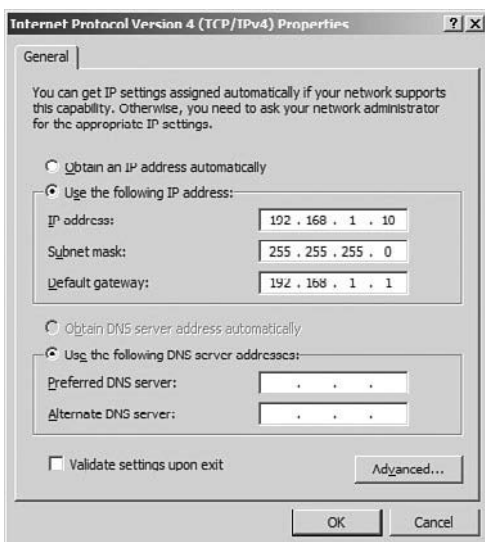 Internet Protocol Version 4 (TCP/IPv4) Properties ? X
General
You can get IP settings assigned automatically if your network supports
this capability. Otherwise, you need to ask your network administrator
for the appropriate IP settings.
Obtain an IP address automatically
Use the following IP address:
IP address: 192 . 168 . 1 . 10
Subnet mask: 255 . 255 . 255 . 0
Default gateway: 192 . 168 . 1 . 1
Obtain DNS server address automatically
Use the following DNS server addresses:
Preferred DNS server: . . .
Alternate DNS server: . . .
Validate settings upon exit
Advanced...
OK Cancel